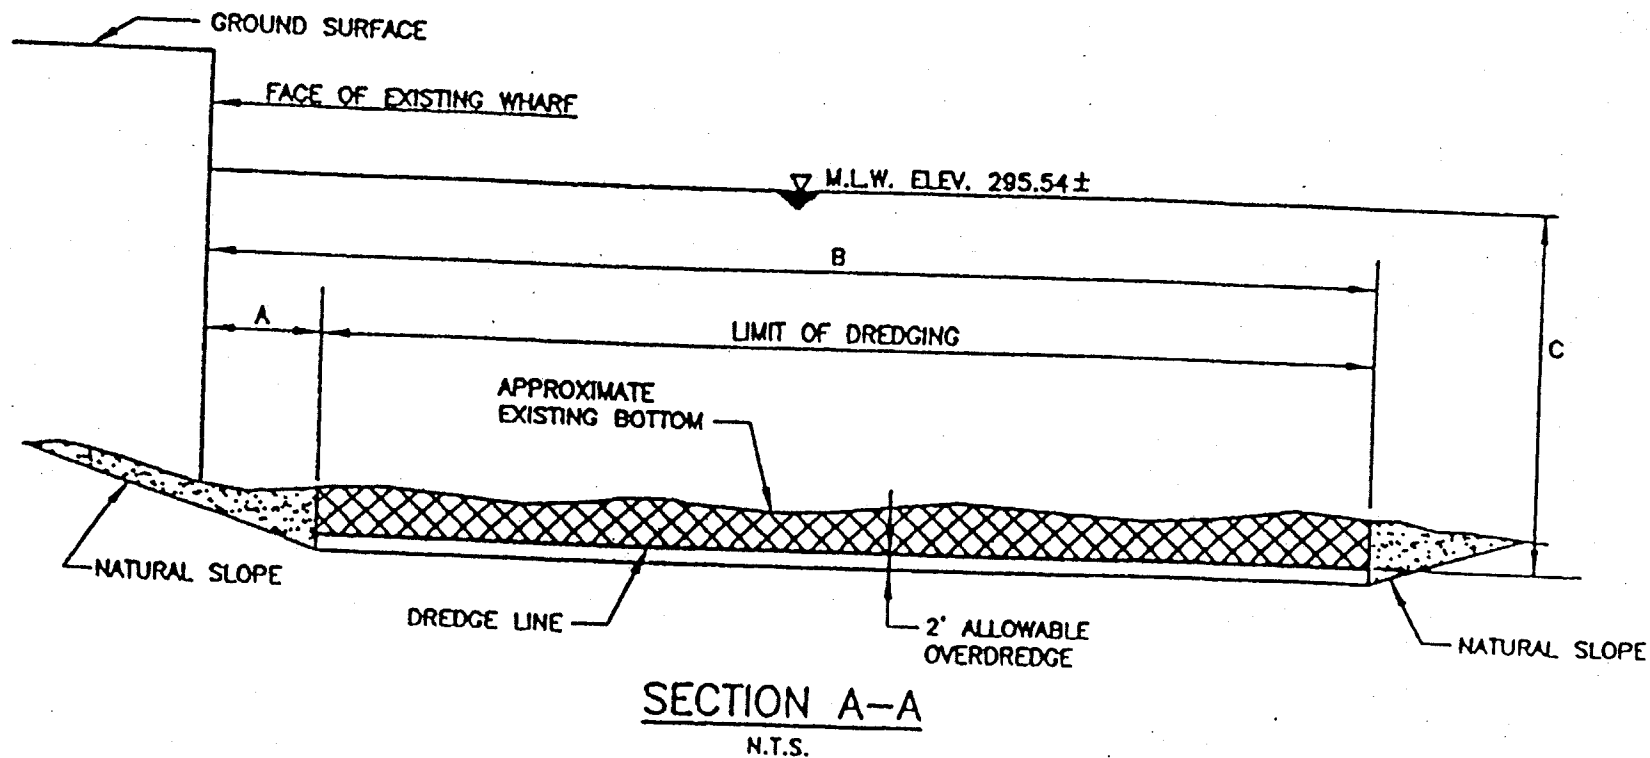 GROUND SURFACE
FACE OF EXISTING WHARF
M.L.W. ELEV. 295.54±
B
A
LIMIT OF DREDGING
C
APPROXIMATE
EXISTING BOTTOM
NATURAL SLOPE
DREDGE LINE
2' ALLOWABLE
OVERDREDGE
NATURAL SLOPE
SECTION A-A
N.T.S.